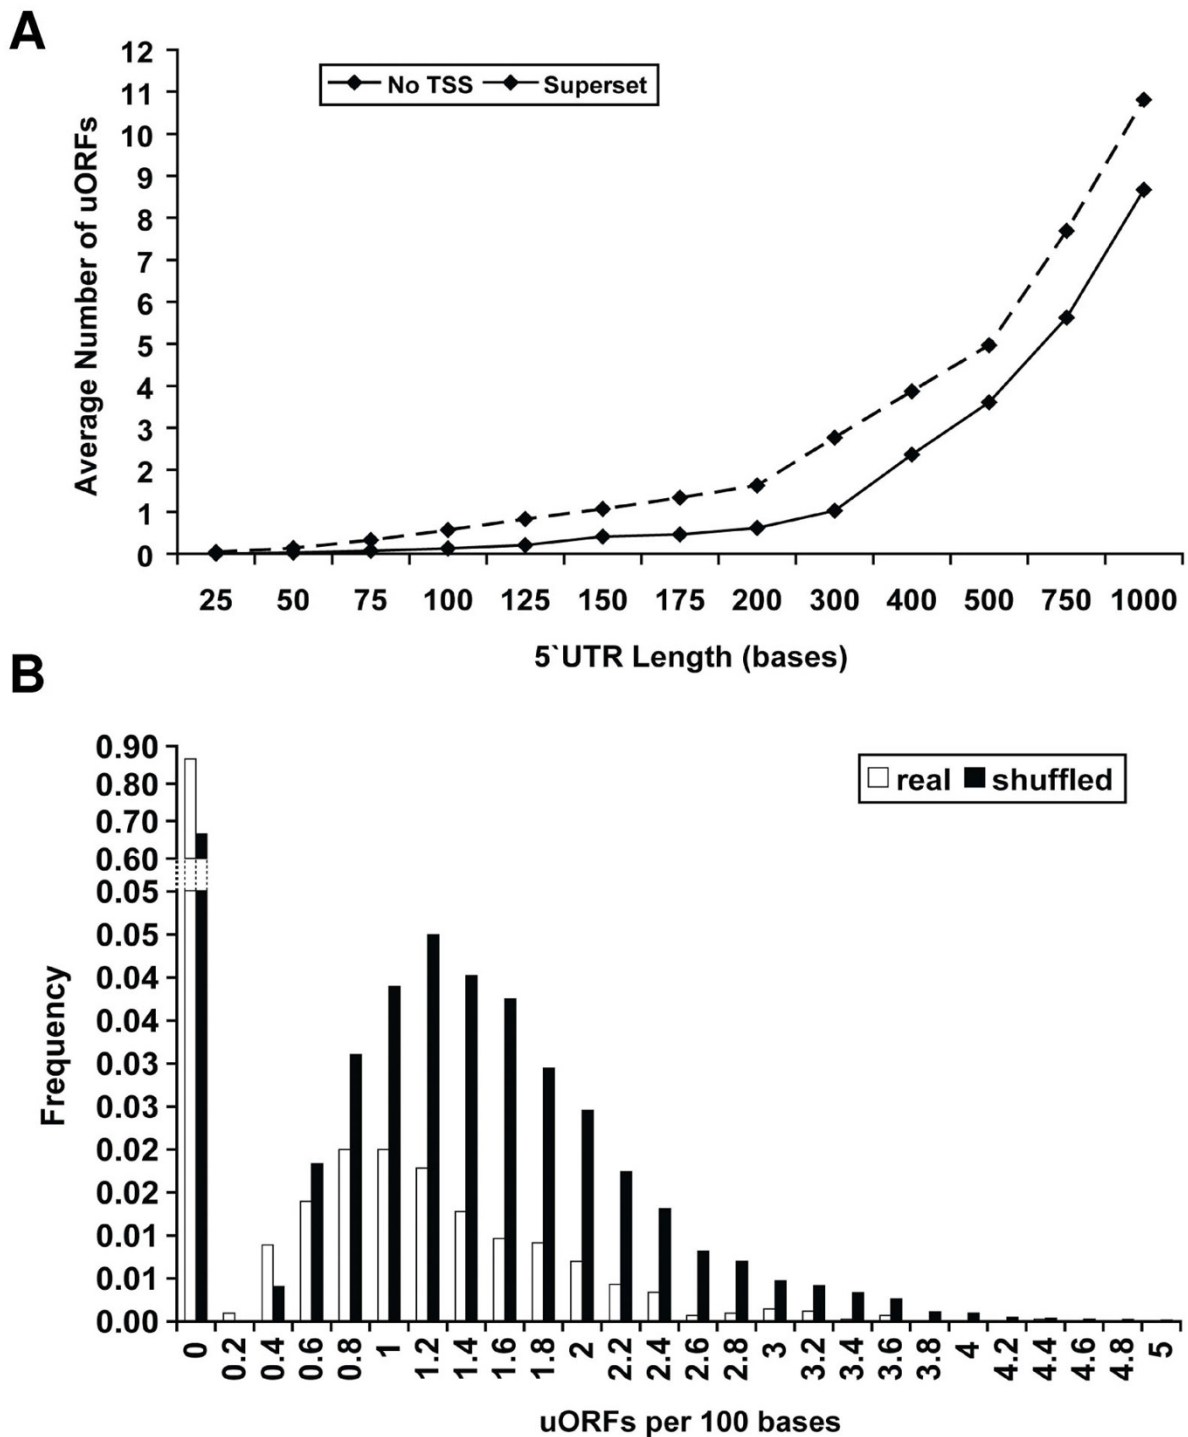 A
12
11
10
9
8
7
6
5
4
3
2
1
0
Average Number of uORFs
No TSS Superset
25 50 75 100 125 150 175 200 300 400 500 750 1000
5`UTR Length (bases)
B
0.90
0.80
0.70
0.60
0.05
0.05
0.04
0.04
0.03
0.03
0.02
0.02
0.01
0.01
0.00
Frequency
real shuffled
0 0.2 0.4 0.6 0.8 1 1.2 1.4 1.6 1.8 2 2.2 2.4 2.6 2.8 3 3.2 3.4 3.6 3.8 4 4.2 4.4 4.6 4.8 5
uORFs per 100 bases